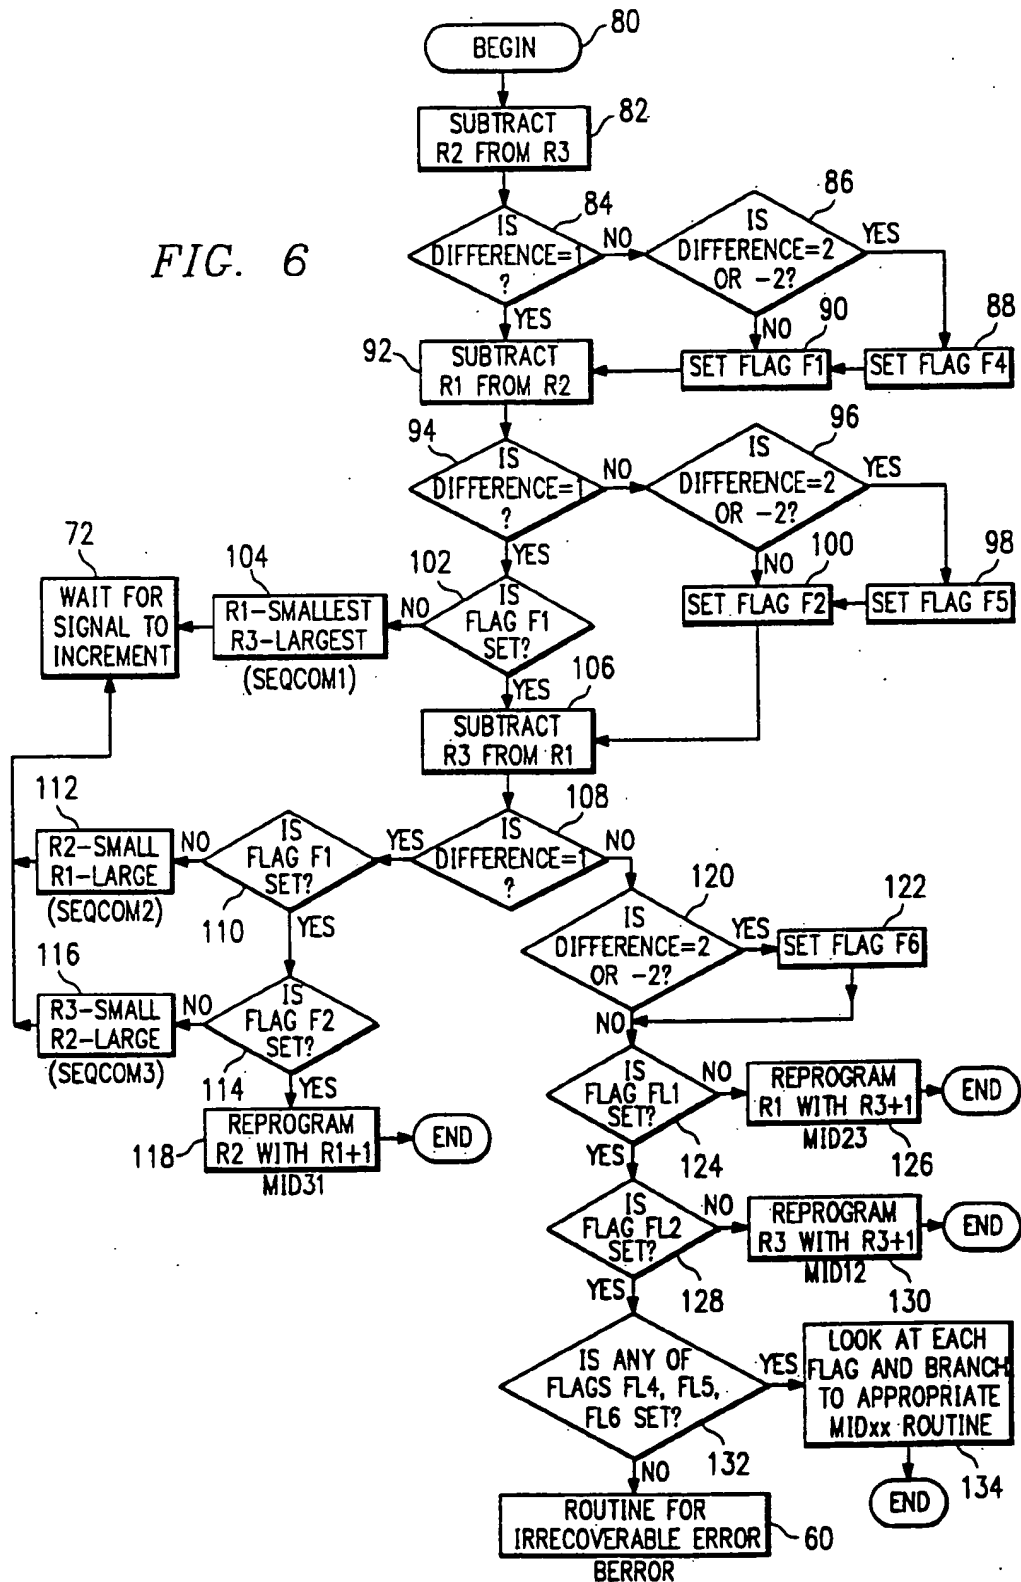 80
BEGIN
82
SUBTRACT
R2 FROM R3
84
IS
DIFFERENCE=1
?
NO
YES
86
IS
DIFFERENCE=2
OR -2?
YES
NO
FIG. 6
88
SET FLAG F4
90
SET FLAG F1
92
SUBTRACT
R1 FROM R2
94
IS
DIFFERENCE=1
?
NO
YES
96
IS
DIFFERENCE=2
OR -2?
YES
NO
98
SET FLAG F5
100
SET FLAG F2
102
IS
FLAG F1
SET?
NO
YES
104
R1-SMALLEST
R3-LARGEST
(SEQCOM1)
72
WAIT FOR
SIGNAL TO
INCREMENT
106
SUBTRACT
R3 FROM R1
108
IS
DIFFERENCE=1
?
YES
NO
IS
FLAG F1
SET?
110
NO
YES
112
R2-SMALL
R1-LARGE
(SEQCOM2)
IS
FLAG F2
SET?
114
NO
YES
116
R3-SMALL
R2-LARGE
(SEQCOM3)
118
REPROGRAM
R2 WITH R1+1
MID31
END
120
IS
DIFFERENCE=2
OR -2?
YES
NO
122
SET FLAG F6
IS
FLAG FL1
SET?
124
NO
YES
REPROGRAM
R1 WITH R3+1
MID23
126
END
IS
FLAG FL2
SET?
128
NO
YES
REPROGRAM
R3 WITH R3+1
MID12
130
END
IS ANY OF
FLAGS FL4, FL5,
FL6 SET?
132
YES
NO
LOOK AT EACH
FLAG AND BRANCH
TO APPROPRIATE
MIDxx ROUTINE
134
END
ROUTINE FOR
IRRECOVERABLE ERROR
BERROR
60